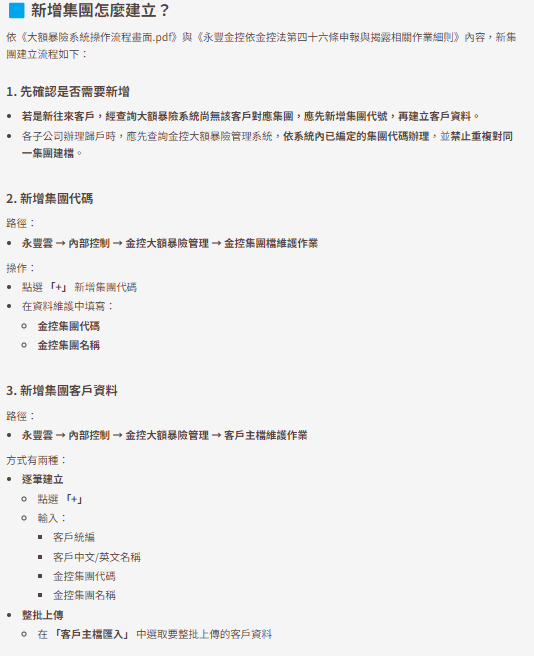 新增集團怎麼建立？
依《大額暴險系統操作流程畫面.pdf》與《永豐金控依金控法第四十六條申報與揭露相關作業細則》內容，新集
團建立流程如下：
1. 先確認是否需要新增
• 若是新往來客戶，經查詢大額暴險系統尚無該客戶對應集團，應先新增集團代號，再建立客戶資料。
• 各子公司辦理歸戶時，應先查詢金控大額暴險管理系統，依系統內已編定的集團代碼辦理，並禁止重複對同
一集團建檔。
2. 新增集團代碼
路徑：
• 永豐雲 → 內部控制 → 金控大額暴險管理 → 金控集團檔維護作業
操作：
• 點選「+」新增集團代碼
• 在資料維護中填寫：
○ 金控集團代碼
○ 金控集團名稱
3. 新增集團客戶資料
路徑：
• 永豐雲 → 內部控制 → 金控大額暴險管理 → 客戶主檔維護作業
方式有兩種：
• 逐筆建立
○ 點選「+」
○ 輸入：
▪ 客戶統編
▪ 客戶中文/英文名稱
▪ 金控集團代碼
▪ 金控集團名稱
• 整批上傳
○ 在「客戶主檔匯入」中選取要整批上傳的客戶資料